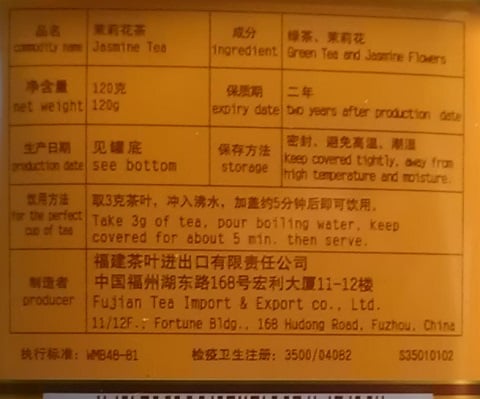 品名 茉莉花茶 成分 绿茶、茉莉花
commodity name Jasmine Tea ingredient Green Tea and Jasmine Flowers
净含量 120克 保质期 二年
net weight 120g expiry date two years after production date
生产日期 见罐底 保存方法 密封、避免高温、潮湿
production date see bottom storage Keep covered tightly, away from
high temperature and moisture.
饮用方法 取3克茶叶，冲入沸水，加盖约5分钟后即可饮用。
for the perfect Take 3g of tea, pour boiling water, keep
cup of tea covered for about 5 min. then serve.
福建茶叶进出口有限责任公司
制造者 中国福州湖东路168号宏利大厦11-12楼
producer Fujian Tea Import & Export co., Ltd.
11/12F.; Fortune Bldg., 168 Hudong Road, Fuzhou, China
执行标准: WMB48-81 检疫卫生注册: 3500/04082 S35010102